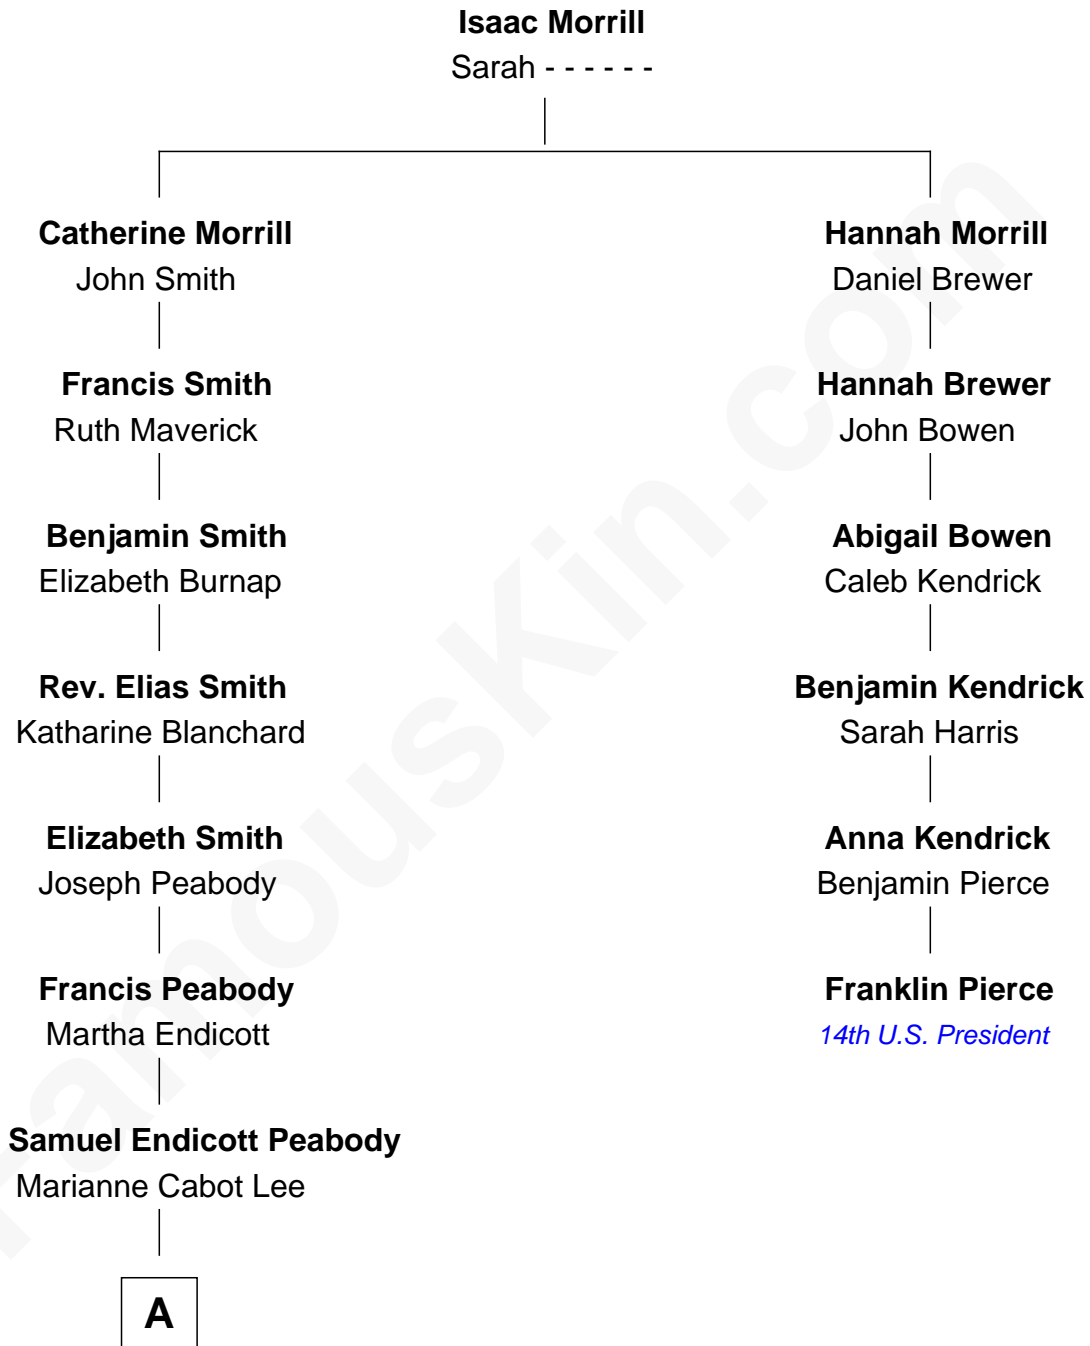 Isaac Morrill
Sarah - - - - - -
Catherine Morrill
John Smith
Hannah Morrill
Daniel Brewer
Francis Smith
Ruth Maverick
Hannah Brewer
John Bowen
Benjamin Smith
Elizabeth Burnap
Abigail Bowen
Caleb Kendrick
Rev. Elias Smith
Katharine Blanchard
Benjamin Kendrick
Sarah Harris
Elizabeth Smith
Joseph Peabody
Anna Kendrick
Benjamin Pierce
Francis Peabody
Martha Endicott
Franklin Pierce
14th U.S. President
Samuel Endicott Peabody
Marianne Cabot Lee
A
FamousKin.com